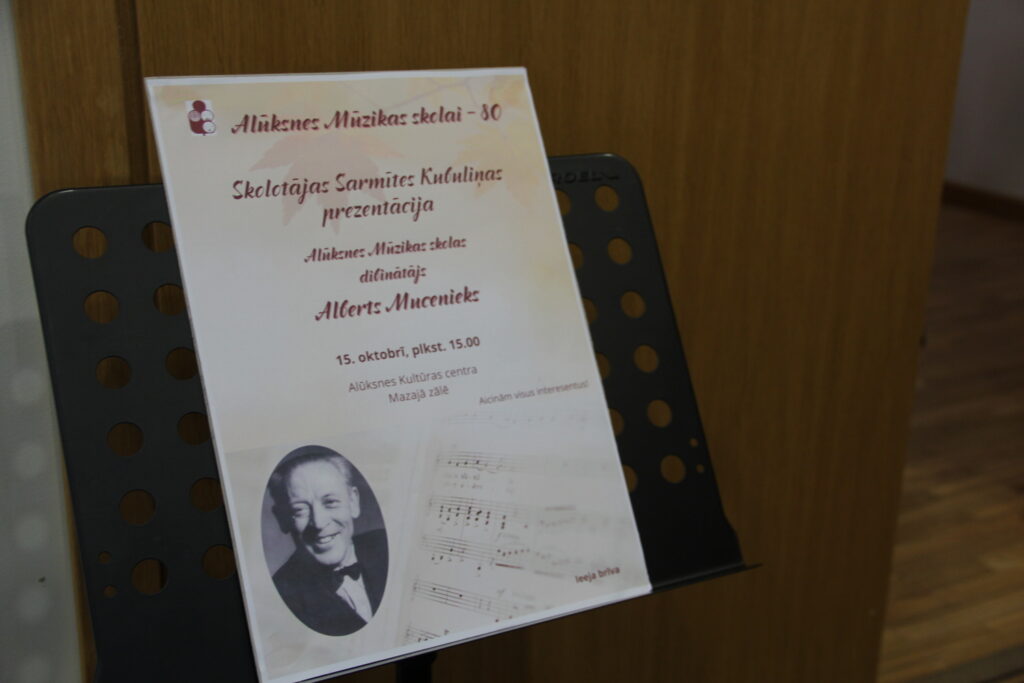 Alūksnes Mūzikas skolai - 80
Skolotājas Sarmītes Kubuliņas
prezentācija
Alūksnes Mūzikas skolas
dibinātājs
Alberts Mucenieks
15. oktobrī, plkst. 15.00
Alūksnes Kultūras centra
Mazajā zālē
Aicinām visus interesentus!
Ieeja brīva